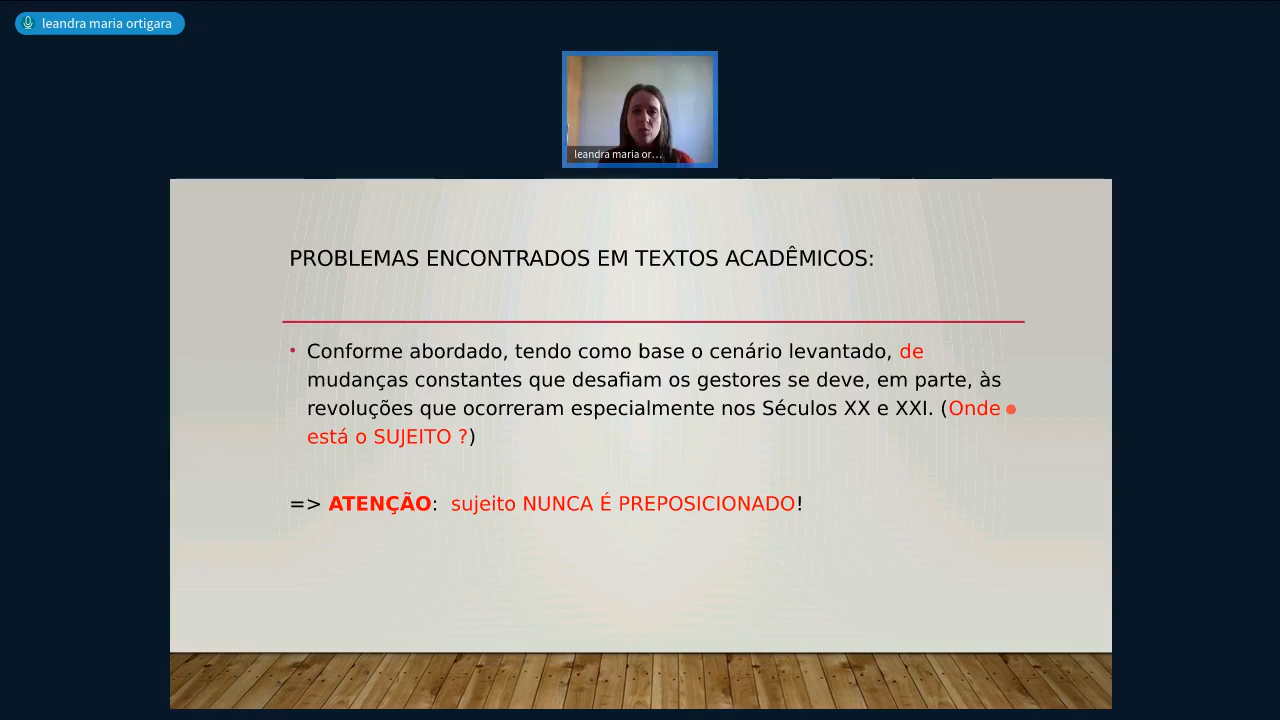 leandra maria ortigara
leandra maria or…
PROBLEMAS ENCONTRADOS EM TEXTOS ACADÊMICOS:
• Conforme abordado, tendo como base o cenário levantado, de
mudanças constantes que desafiam os gestores se deve, em parte, às
revoluções que ocorreram especialmente nos Séculos XX e XXI. (Onde
está o SUJEITO ?)
=> ATENÇÃO:  sujeito NUNCA É PREPOSICIONADO!